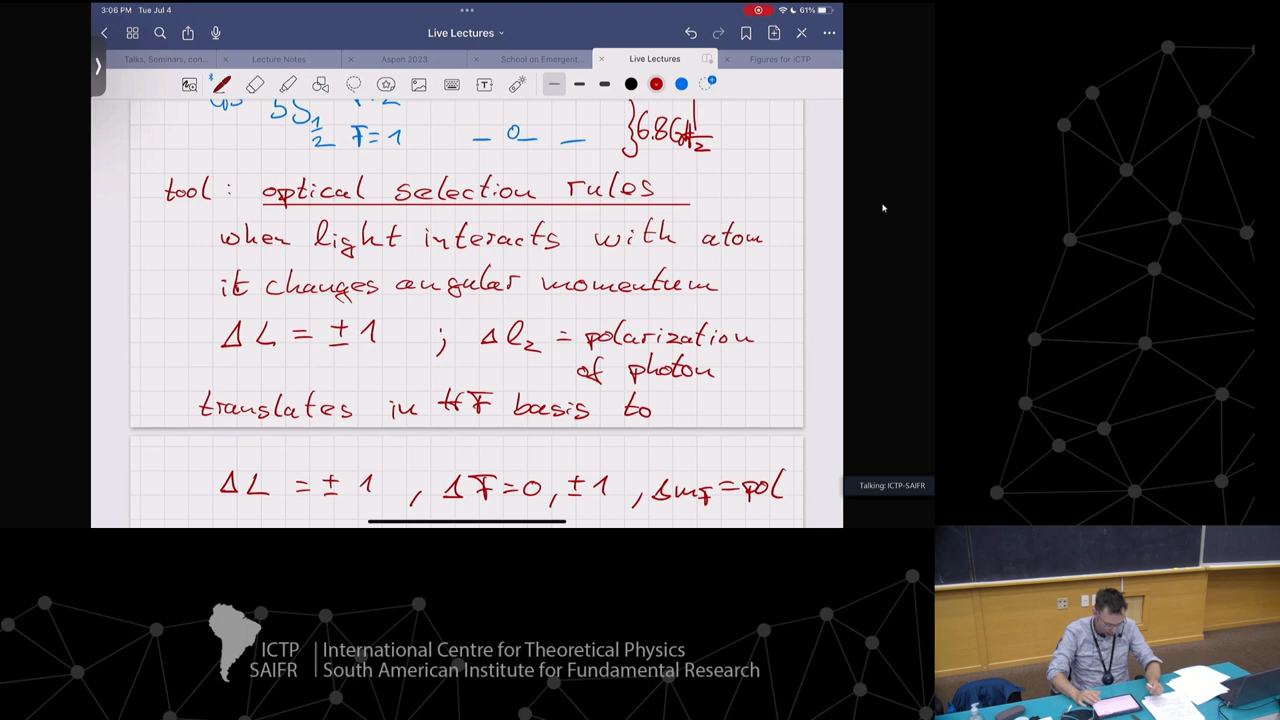 3:06 PM Tue Jul 4
61%
Live Lectures
Talks, Seminars, con...
Lecture Notes
Aspen 2023
School on Emergent...
Live Lectures
Figures for ICTP
5S1/2
F=1 _ 0_ _ }6.8GHz
tool : optical selection rules
when light interacts with atom
it changes angular momentum
ΔL = ±1 ; Δlz = polarization
of photon
translates in HF basis to
ΔL = ±1 , ΔF=0, ±1 , ΔmF=pol
Talking: ICTP-SAIFR
ICTP
SAIFR
International Centre for Theoretical Physics
South American Institute for Fundamental Research